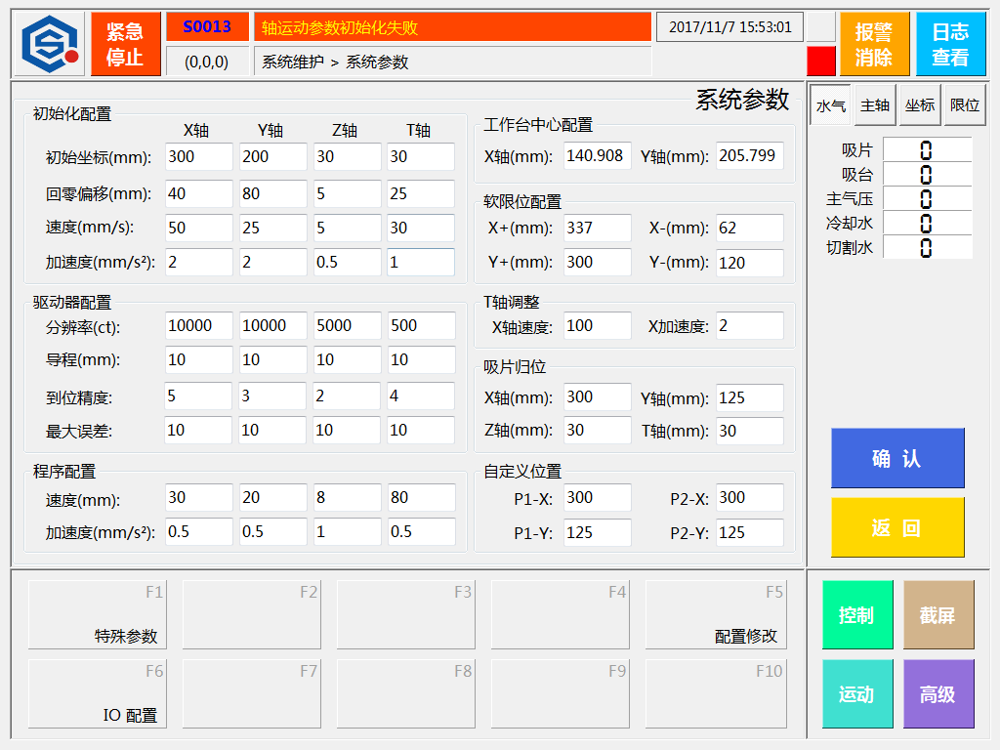 紧急
停止
S0013
轴运动参数初始化失败
2017/11/7 15:53:01
报警
消除
日志
查看
(0,0,0)
系统维护 > 系统参数
系统参数
初始化配置
X轴 Y轴 Z轴 T轴
初始坐标(mm): 300 200 30 30
回零偏移(mm): 40 80 5 25
速度(mm/s): 50 25 5 30
加速度(mm/s²): 2 2 0.5 1
驱动器配置
分辨率(ct): 10000 10000 5000 500
导程(mm): 10 10 10 10
到位精度: 5 3 2 4
最大误差: 10 10 10 10
程序配置
速度(mm): 30 20 8 80
加速度(mm/s²): 0.5 0.5 1 0.5
工作台中心配置
X轴(mm): 140.908 Y轴(mm): 205.799
软限位配置
X+(mm): 337 X-(mm): 62
Y+(mm): 300 Y-(mm): 120
T轴调整
X轴速度: 100 X加速度: 2
吸片归位
X轴(mm): 300 Y轴(mm): 125
Z轴(mm): 30 T轴(mm): 30
自定义位置
P1-X: 300 P2-X: 300
P1-Y: 125 P2-Y: 125
水气 主轴 坐标 限位
吸片 0
吸台 0
主气压 0
冷却水 0
切割水 0
确 认
返 回
F1 F2 F3 F4 F5
特殊参数 配置修改
F6 F7 F8 F9 F10
IO 配置
控制 截屏
运动 高级